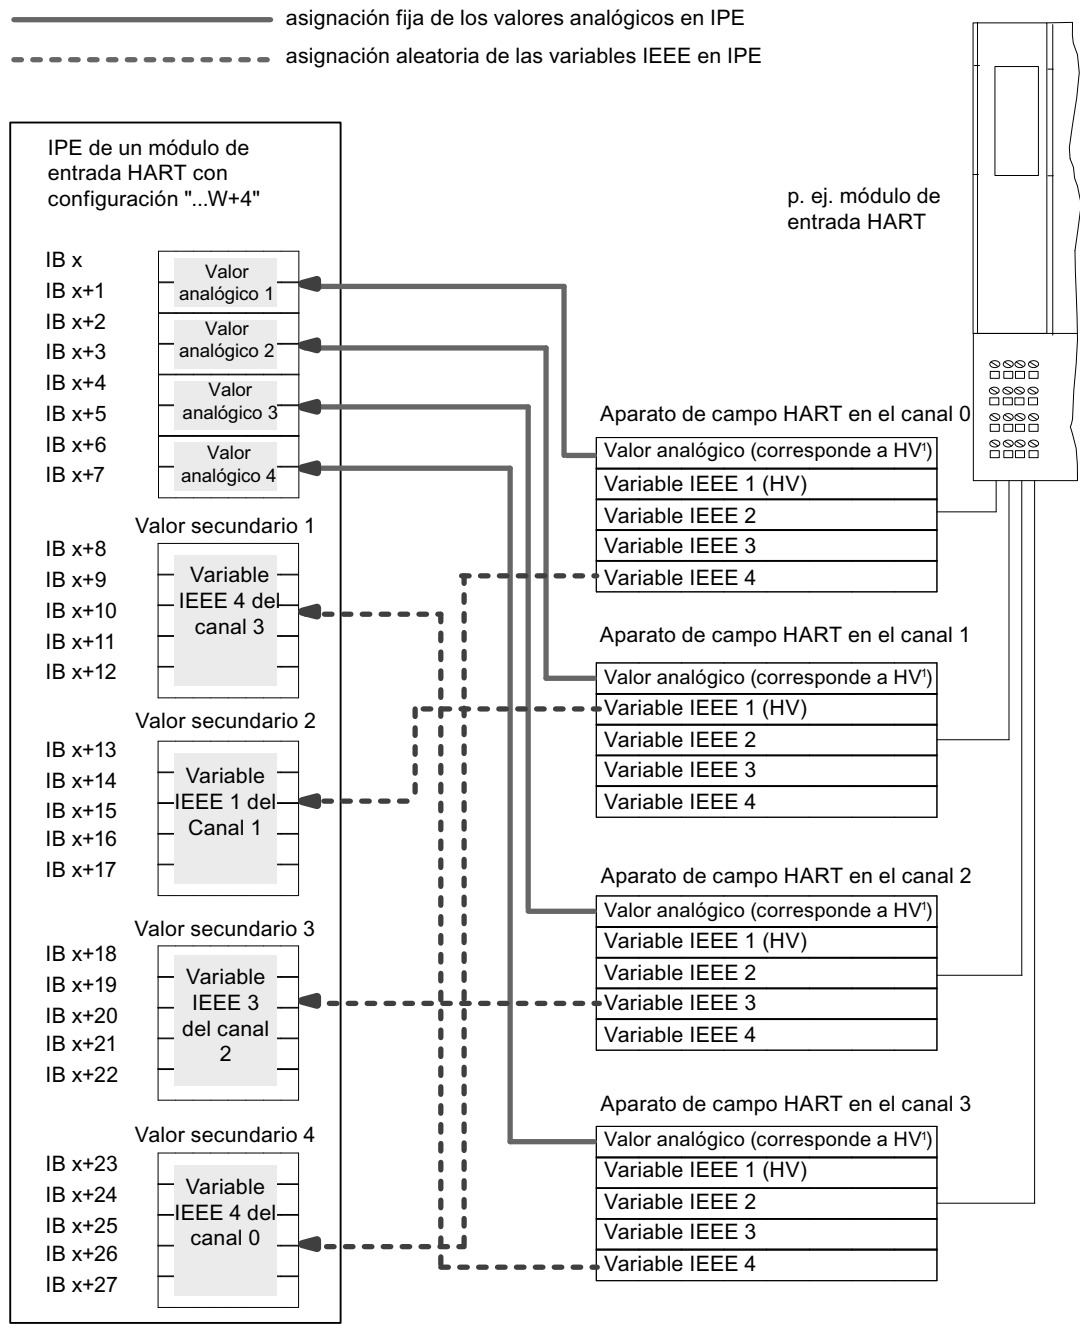 asignación fija de los valores analógicos en IPE
asignación aleatoria de las variables IEEE en IPE
IPE de un módulo de
entrada HART con
configuración "...W+4"
p. ej. módulo de
entrada HART
IB x
IB x+1
IB x+2
IB x+3
IB x+4
IB x+5
IB x+6
IB x+7
Valor
analógico 1
Valor
analógico 2
Valor
analógico 3
Valor
analógico 4
Valor secundario 1
IB x+8
IB x+9
IB x+10
IB x+11
IB x+12
Variable
IEEE 4 del
canal 3
Valor secundario 2
IB x+13
IB x+14
IB x+15
IB x+16
IB x+17
Variable
IEEE 1 del
Canal 1
Valor secundario 3
IB x+18
IB x+19
IB x+20
IB x+21
IB x+22
Variable
IEEE 3
del canal
2
Valor secundario 4
IB x+23
IB x+24
IB x+25
IB x+26
IB x+27
Variable
IEEE 4 del
canal 0
Aparato de campo HART en el canal 0
Valor analógico (corresponde a HV¹)
Variable IEEE 1 (HV)
Variable IEEE 2
Variable IEEE 3
Variable IEEE 4
Aparato de campo HART en el canal 1
Valor analógico (corresponde a HV¹)
Variable IEEE 1 (HV)
Variable IEEE 2
Variable IEEE 3
Variable IEEE 4
Aparato de campo HART en el canal 2
Valor analógico (corresponde a HV¹)
Variable IEEE 1 (HV)
Variable IEEE 2
Variable IEEE 3
Variable IEEE 4
Aparato de campo HART en el canal 3
Valor analógico (corresponde a HV¹)
Variable IEEE 1 (HV)
Variable IEEE 2
Variable IEEE 3
Variable IEEE 4